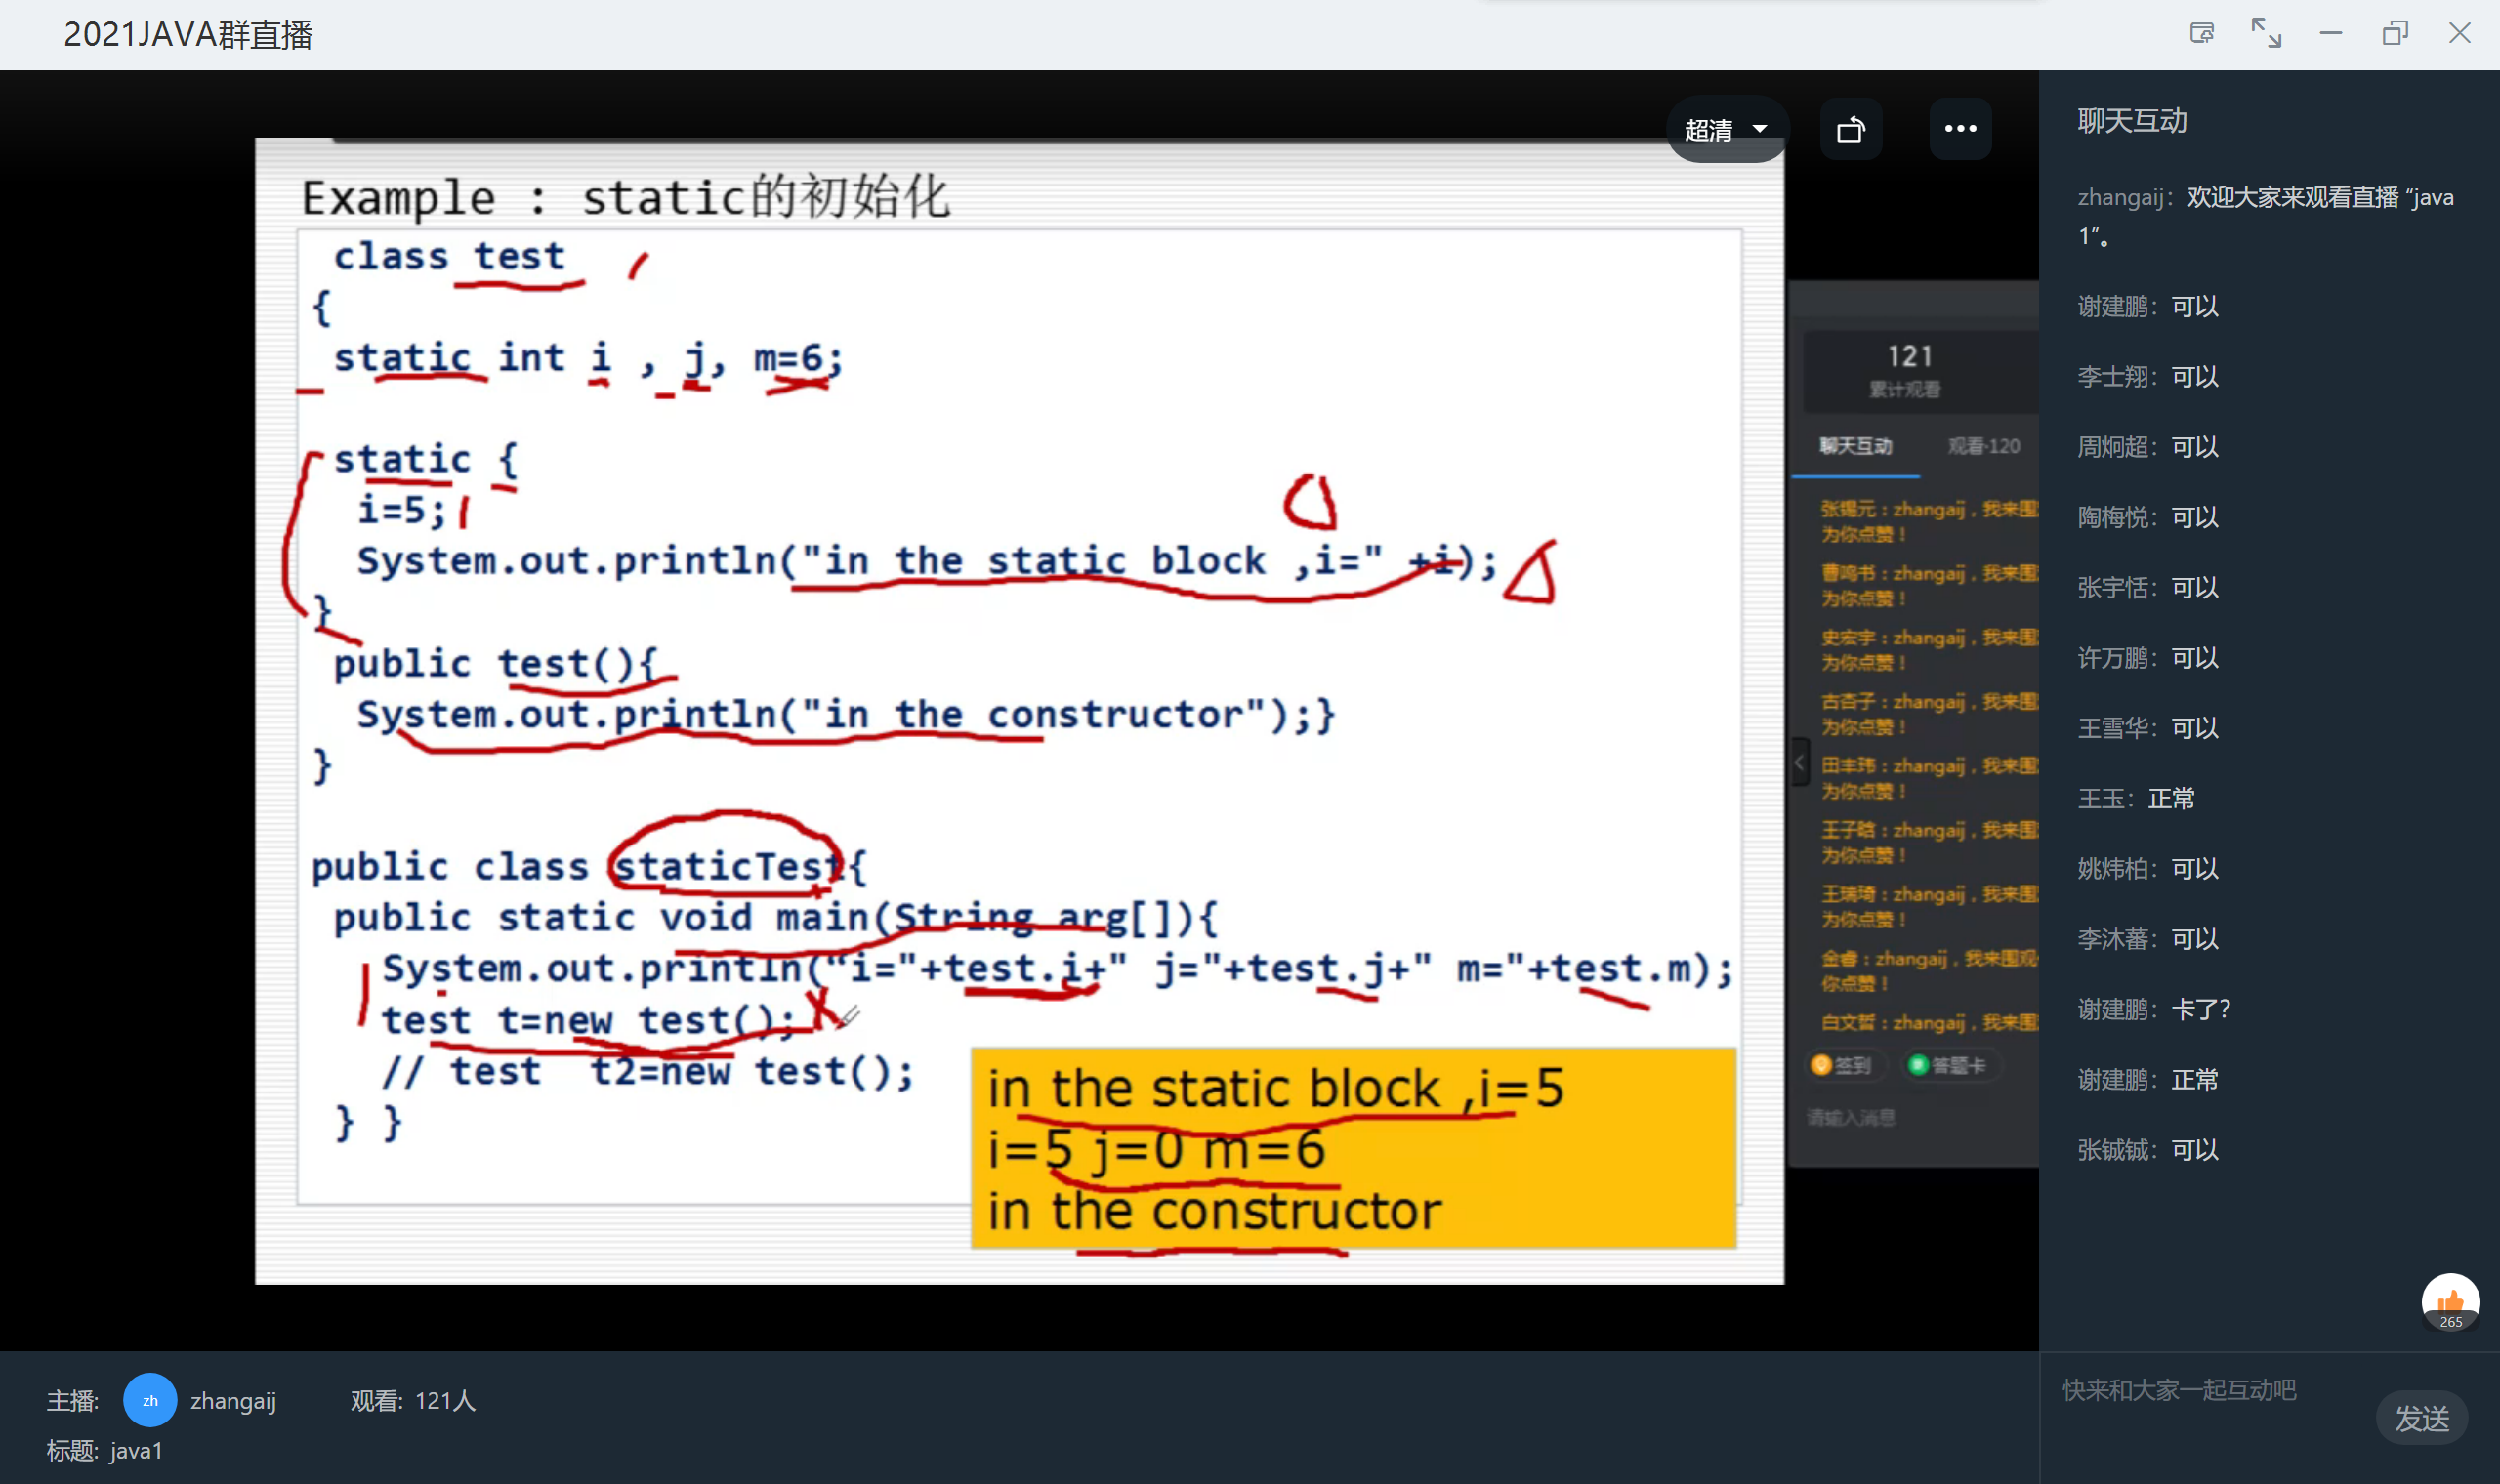 2021JAVA群直播
超清
Example : static的初始化
class test
{
static int i , j, m=6;
static {
i=5;
System.out.println("in the static block ,i=" +i);
}
public test(){
System.out.println("in the constructor");}
}
public class staticTest{
public static void main(String arg[]){
System.out.println(“i="+test.i+" j="+test.j+" m="+test.m);
test t=new test();
// test t2=new test();
} }
in the static block ,i=5
i=5 j=0 m=6
in the constructor
121
累计观看
聊天互动 观看·120
张锡元：zhangaij，我来围
为你点赞！
曹鸣书：zhangaij，我来围
为你点赞！
史宏宇：zhangaij，我来围
为你点赞！
古杏子：zhangaij，我来围
为你点赞！
田丰玮：zhangaij，我来围
为你点赞！
王子晗：zhangaij，我来围
为你点赞！
王瑞琦：zhangaij，我来围
为你点赞！
金睿：zhangaij，我来围观
你点赞！
白文哲：zhangaij，我来围
签到 答题卡
请输入消息
聊天互动
zhangaij：欢迎大家来观看直播 “java
1”。
谢建鹏：可以
李士翔：可以
周炯超：可以
陶梅悦：可以
张宇恬：可以
许万鹏：可以
王雪华：可以
王玉：正常
姚炜柏：可以
李沐蕃：可以
谢建鹏：卡了？
谢建鹏：正常
张铖铖：可以
265
主播: zh zhangaij 观看: 121人
标题: java1
快来和大家一起互动吧
发送